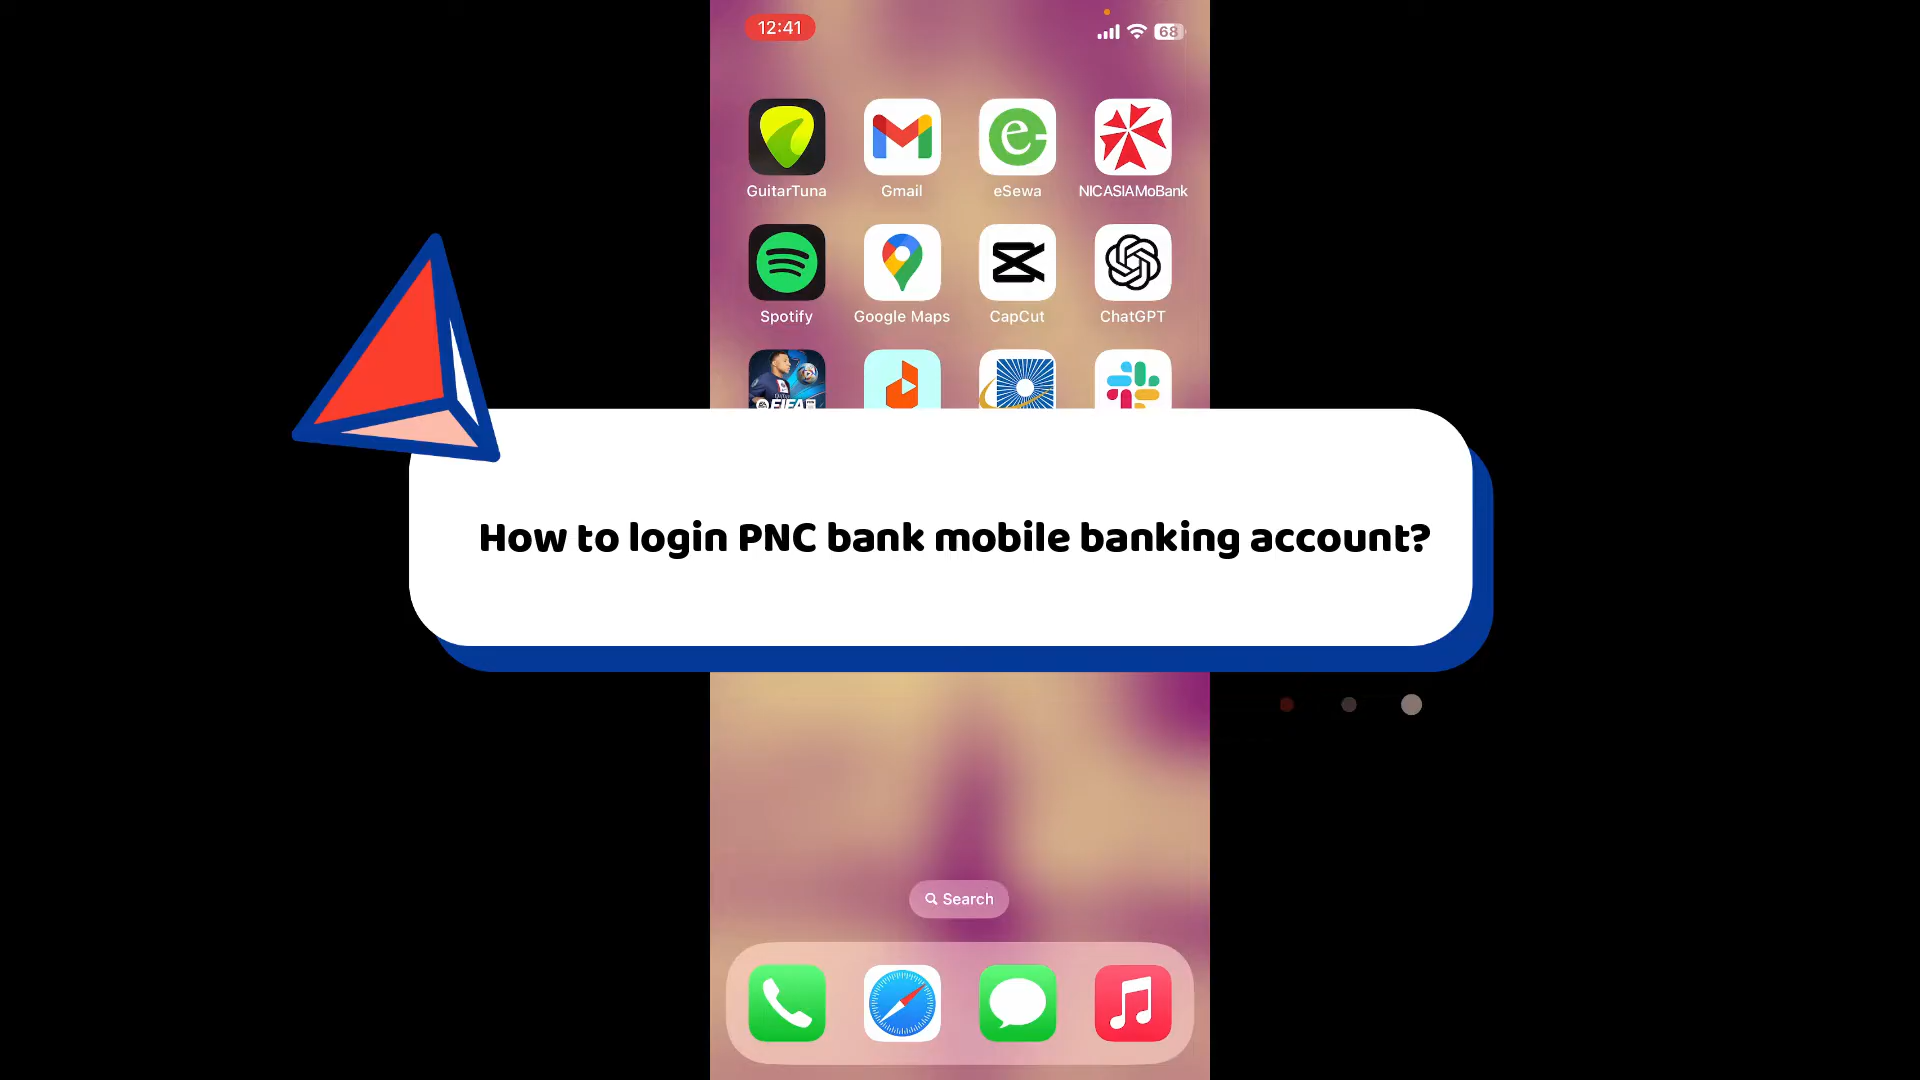 12:41
68
GuitarTuna
Gmail
eSewa
NICASIAMoBank
Spotify
Google Maps
CapCut
ChatGPT
FIFA
How to login PNC bank mobile banking account?
Search